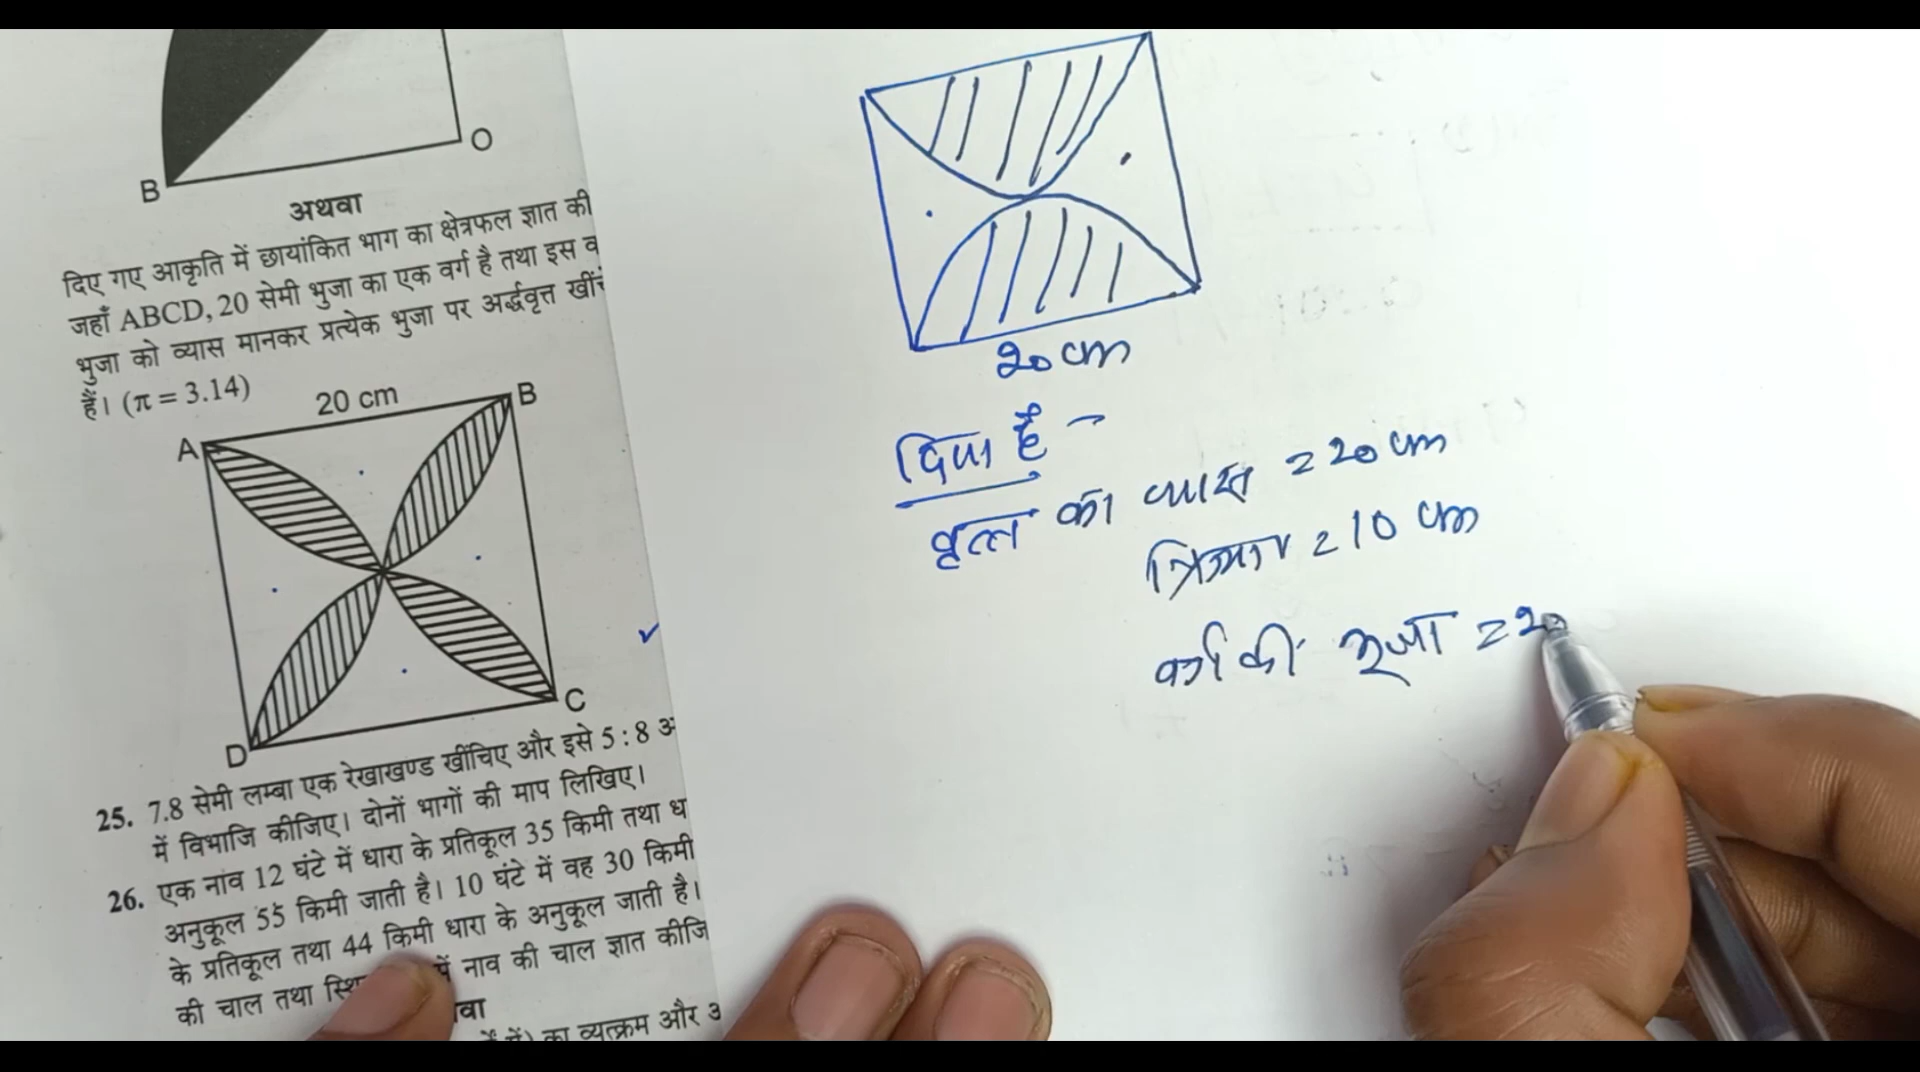 O
B
अथवा
दिए गए आकृति में छायांकित भाग का क्षेत्रफल ज्ञात की
जहाँ ABCD, 20 सेमी भुजा का एक वर्ग है तथा इस व
भुजा को व्यास मानकर प्रत्येक भुजा पर अर्द्धवृत्त खींचे
हैं। (π = 3.14)
20 cm
A
B
C
D
25. 7.8 सेमी लम्बा एक रेखाखण्ड खींचिए और इसे 5 : 8 अ
में विभाजि कीजिए। दोनों भागों की माप लिखिए।
26. एक नाव 12 घंटे में धारा के प्रतिकूल 35 किमी तथा ध
अनुकूल 55 किमी जाती है। 10 घंटे में वह 30 किमी
के प्रतिकूल तथा 44 किमी धारा के अनुकूल जाती है।
की चाल तथा में नाव की चाल ज्ञात कीजि
का व्युत्क्रम और
20 cm
दिया है -
वृत्त का व्यास = 20 cm
त्रिज्या = 10 cm
वर्ग की भुजा = 20